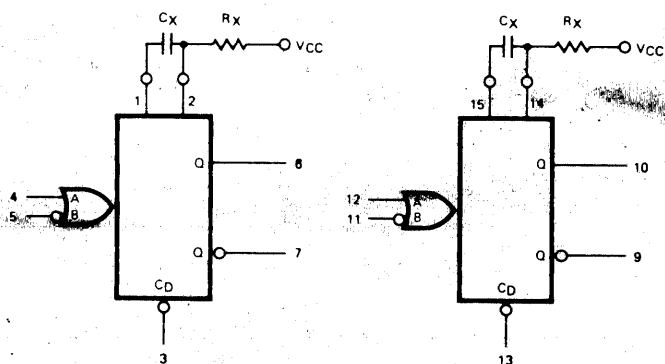 CX RX VCC
1 2
4 A
5 B
Q 6
Q 7
CD
3
CX RX VCC
15 14
12 A
11 B
Q 10
Q 9
CD
13